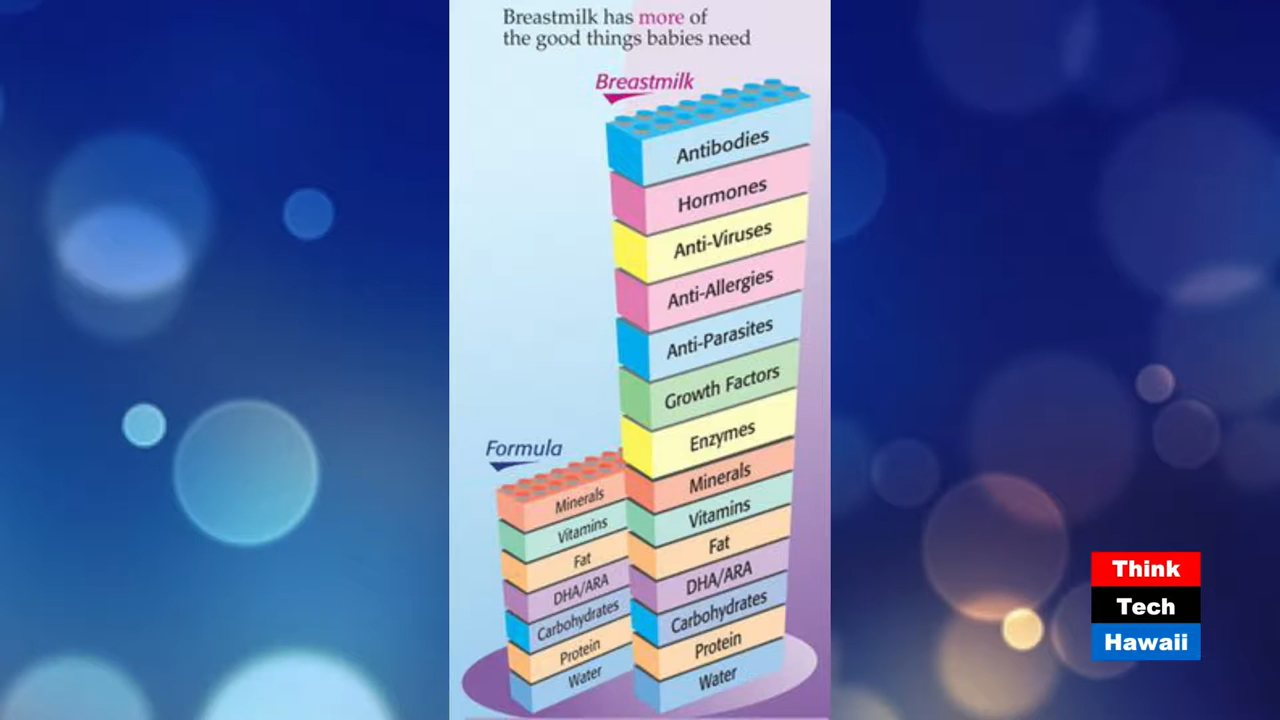 Breastmilk has more of
the good things babies need
Breastmilk
Antibodies
Hormones
Anti-Viruses
Anti-Allergies
Anti-Parasites
Growth Factors
Enzymes
Minerals
Vitamins
Fat
DHA/ARA
Carbohydrates
Protein
Water
Formula
Minerals
Vitamins
Fat
DHA/ARA
Carbohydrates
Protein
Water
Think
Tech
Hawaii